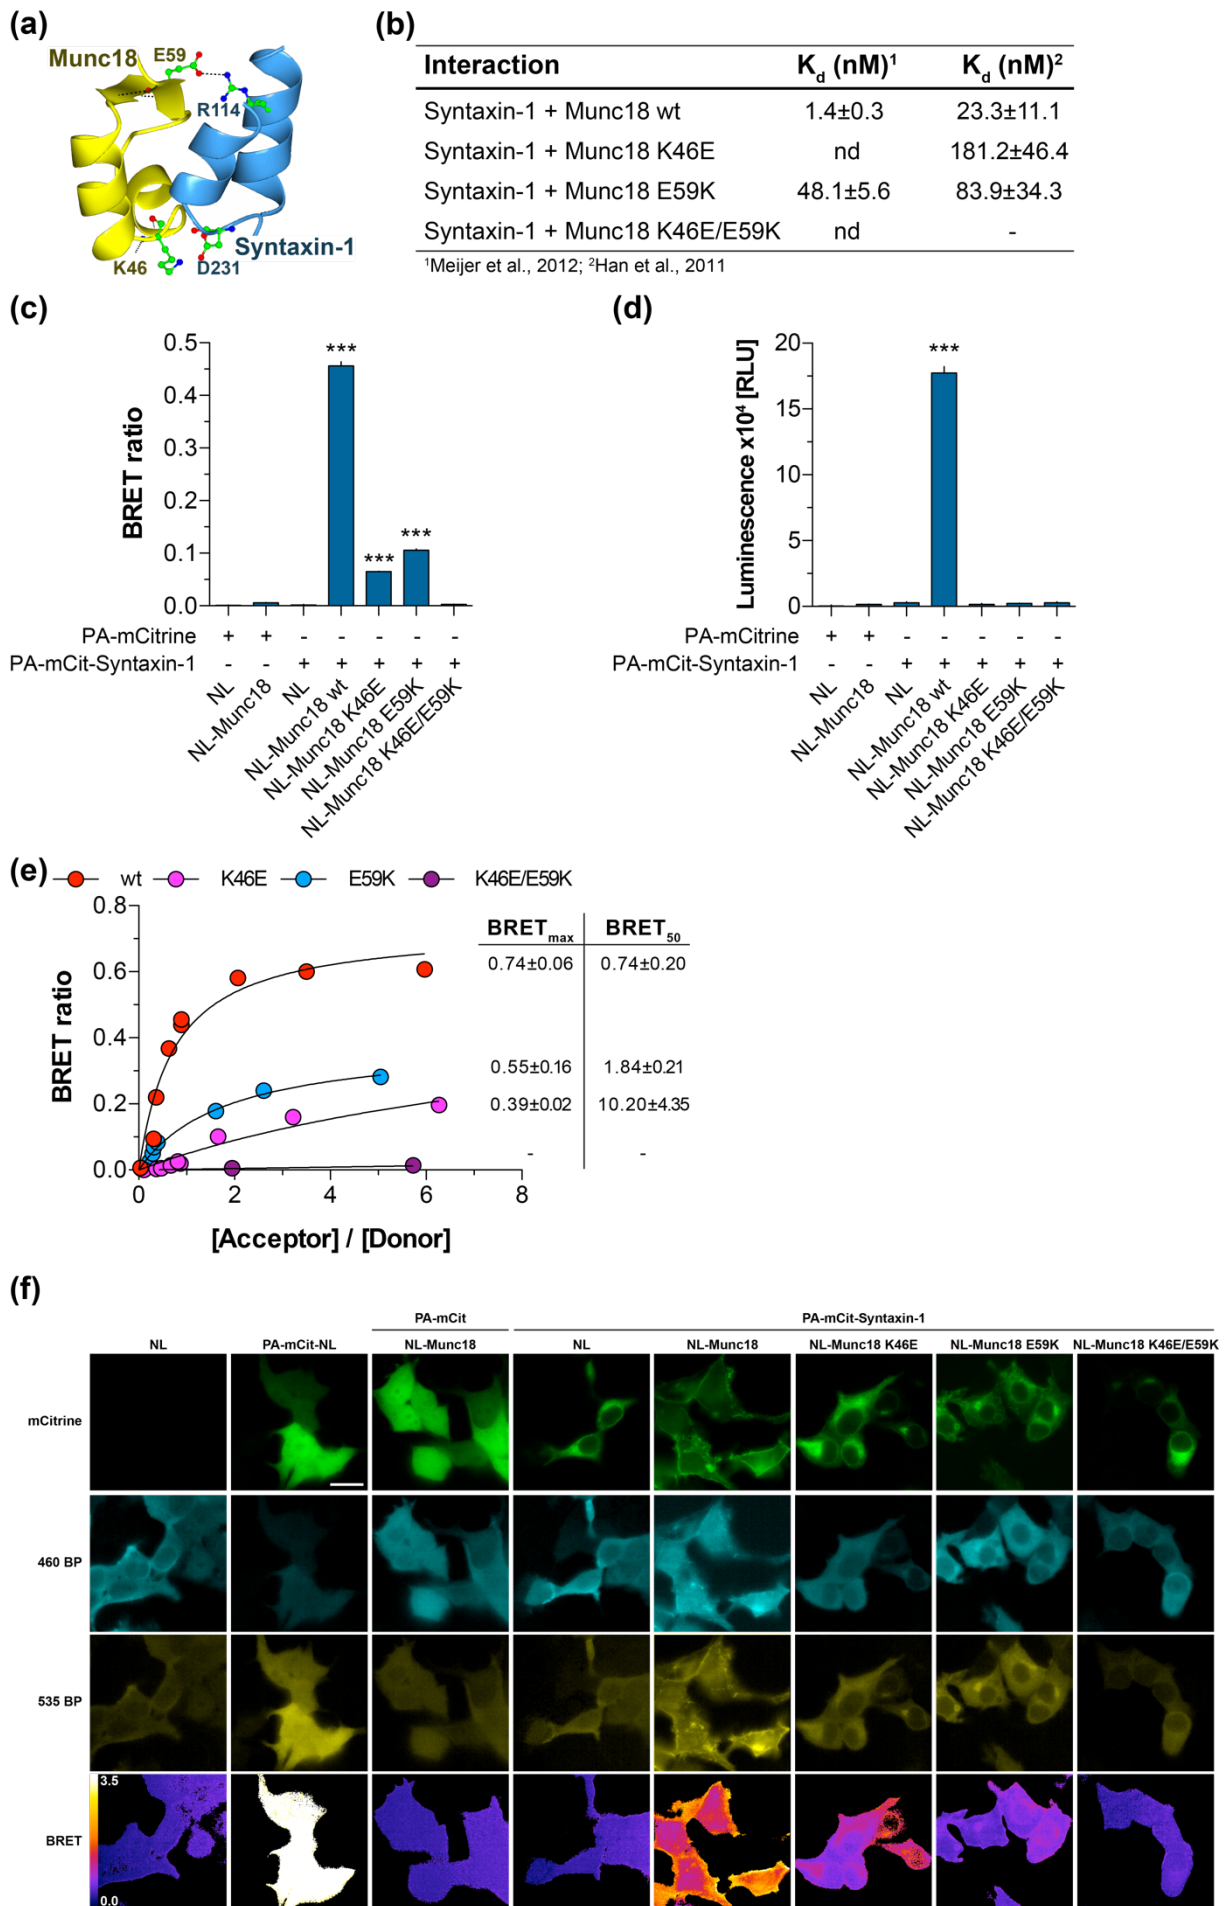 (a)
Munc18
E59
R114
Syntaxin-1
K46
D231
(b)
Interaction K_d (nM)¹ K_d (nM)²
Syntaxin-1 + Munc18 wt 1.4±0.3 23.3±11.1
Syntaxin-1 + Munc18 K46E nd 181.2±46.4
Syntaxin-1 + Munc18 E59K 48.1±5.6 83.9±34.3
Syntaxin-1 + Munc18 K46E/E59K nd -
¹Meijer et al., 2012; ²Han et al., 2011
(c)
BRET ratio
0.5
0.4
0.3
0.2
0.1
0.0
***
***
***
PA-mCitrine + + - - - - -
PA-mCit-Syntaxin-1 - - + + + + +
NL
NL-Munc18
NL
NL-Munc18 wt
NL-Munc18 K46E
NL-Munc18 E59K
NL-Munc18 K46E/E59K
(d)
Luminescence x10⁴ [RLU]
20
15
10
5
0
***
PA-mCitrine + + - - - - -
PA-mCit-Syntaxin-1 - - + + + + +
NL
NL-Munc18
NL
NL-Munc18 wt
NL-Munc18 K46E
NL-Munc18 E59K
NL-Munc18 K46E/E59K
(e)
wt K46E E59K K46E/E59K
BRET ratio
0.8
0.6
0.4
0.2
0.0
0 2 4 6 8
[Acceptor] / [Donor]
BRET_max BRET_50
0.74±0.06 0.74±0.20
0.55±0.16 1.84±0.21
0.39±0.02 10.20±4.35
- -
(f)
PA-mCit PA-mCit-Syntaxin-1
NL PA-mCit-NL NL-Munc18 NL NL-Munc18 NL-Munc18 K46E NL-Munc18 E59K NL-Munc18 K46E/E59K
mCitrine
460 BP
535 BP
BRET
3.5
0.0